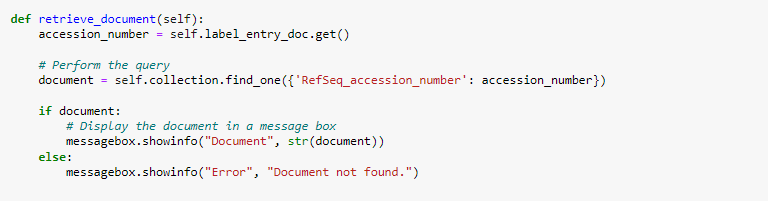 def retrieve_document(self):
    accession_number = self.label_entry_doc.get()

    # Perform the query
    document = self.collection.find_one({'RefSeq_accession_number': accession_number})

    if document:
        # Display the document in a message box
        messagebox.showinfo("Document", str(document))
    else:
        messagebox.showinfo("Error", "Document not found.")